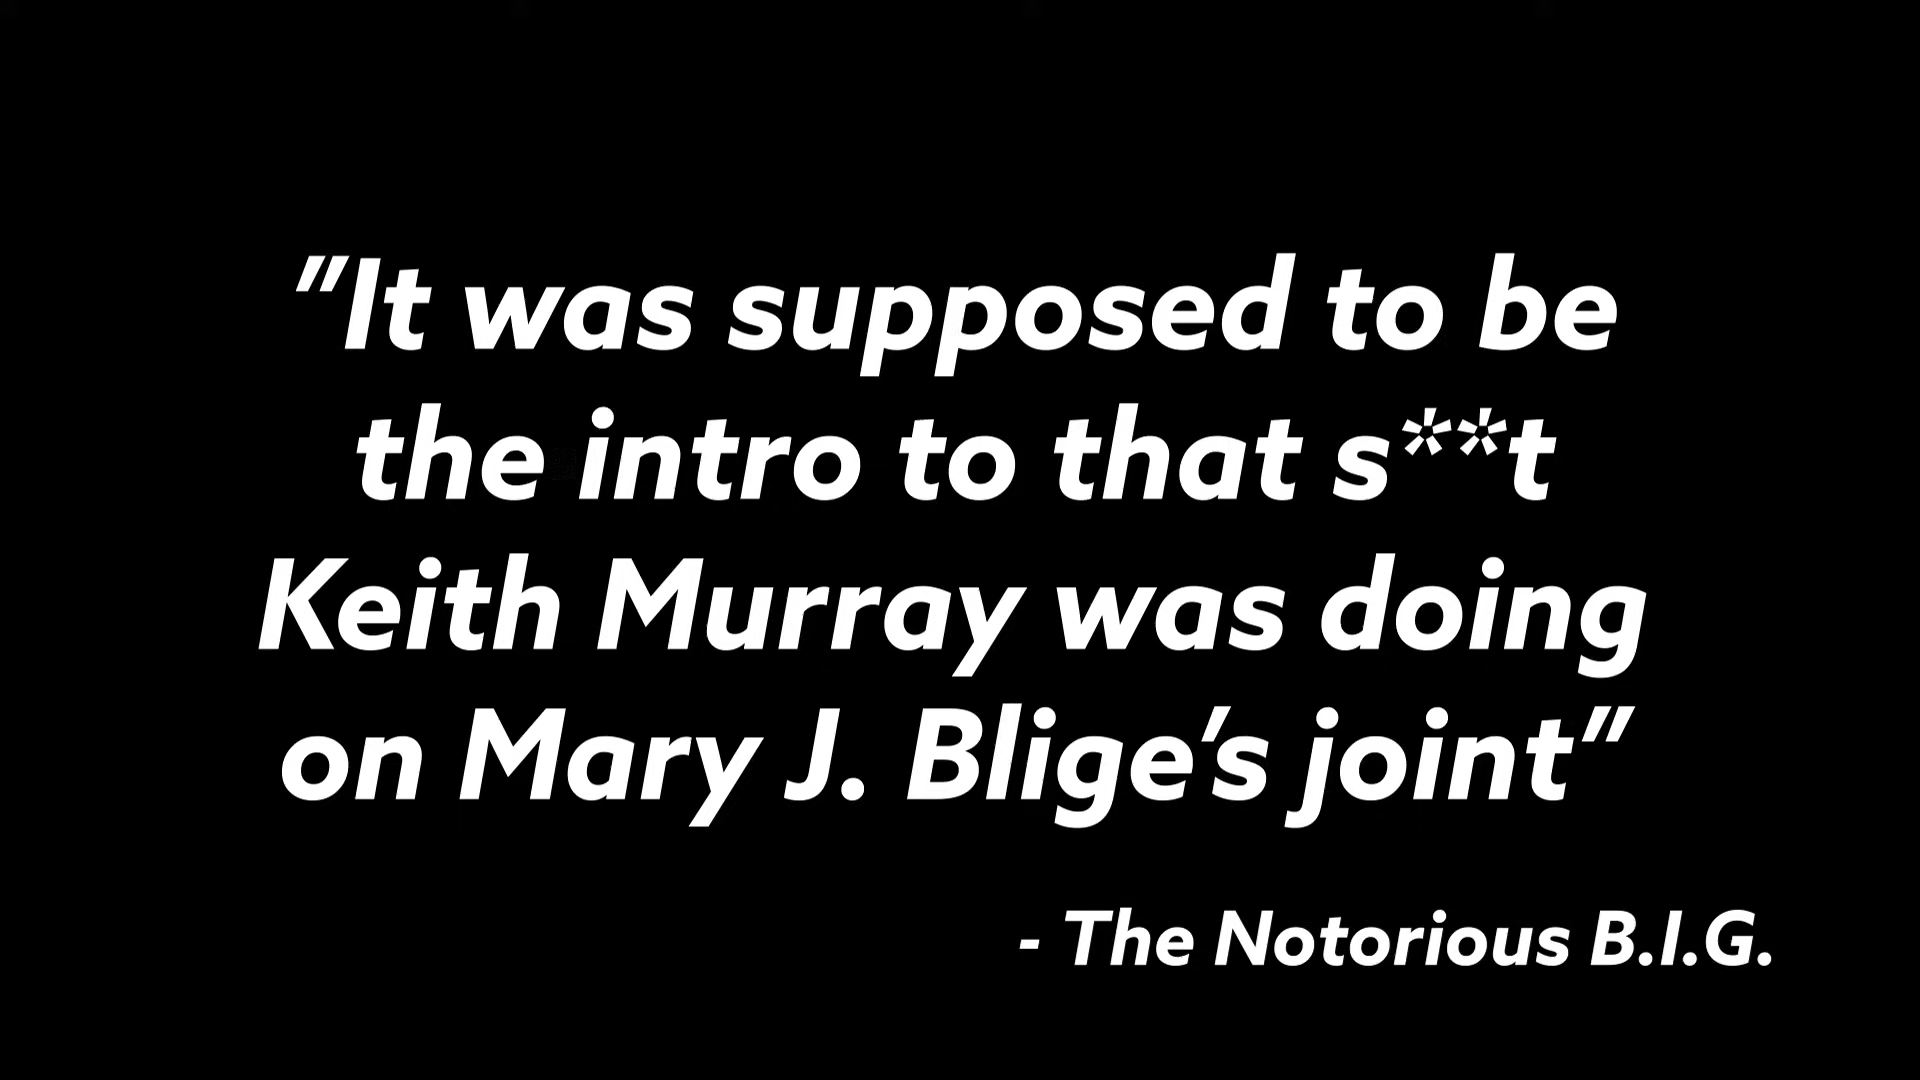 "It was supposed to be
the intro to that s**t
Keith Murray was doing
on Mary J. Blige’s joint"
- The Notorious B.I.G.